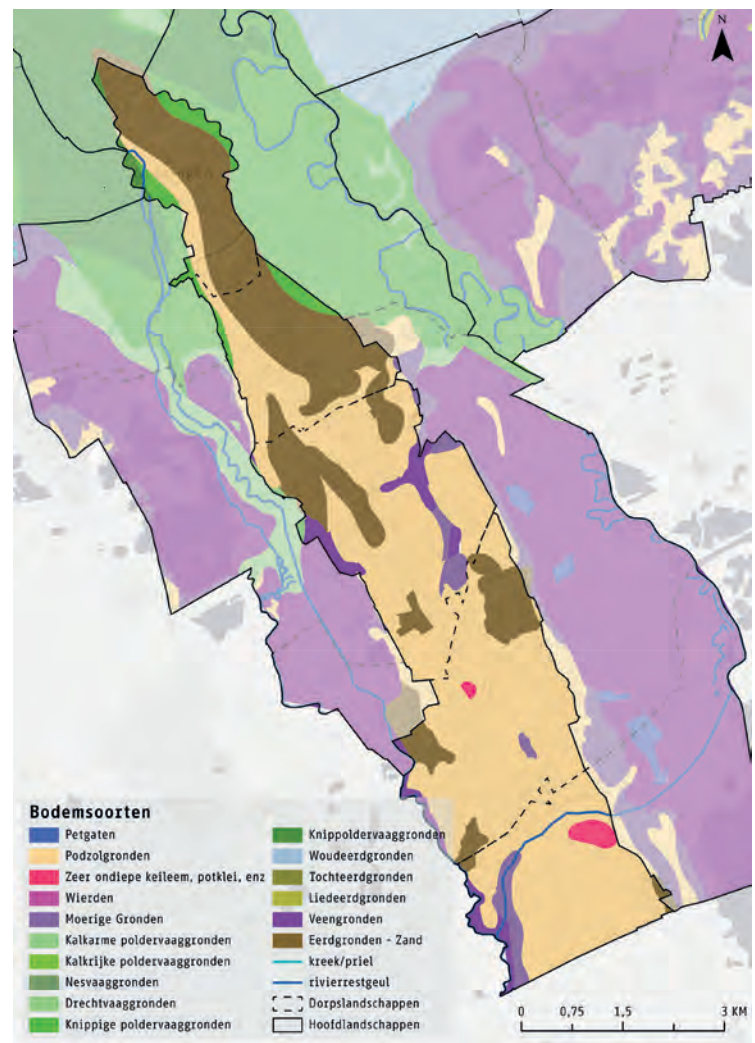 N
Bodemsoorten
Petgaten
Podzolgronden
Zeer ondiepe keileem, potklei, enz
Wierden
Moerige Gronden
Kalkarme poldervaaggronden
Kalkrijke poldervaaggronden
Nesvaaggronden
Drechtvaaggronden
Knippige poldervaaggronden
Knippoldervaaggronden
Woudeerdgronden
Tochteerdgronden
Liedeerdgronden
Veengronden
Eerdgronden - Zand
kreek/priel
rivierrestgeul
Dorpslandschappen
Hoofdlandschappen
0 0,75 1,5 3 KM